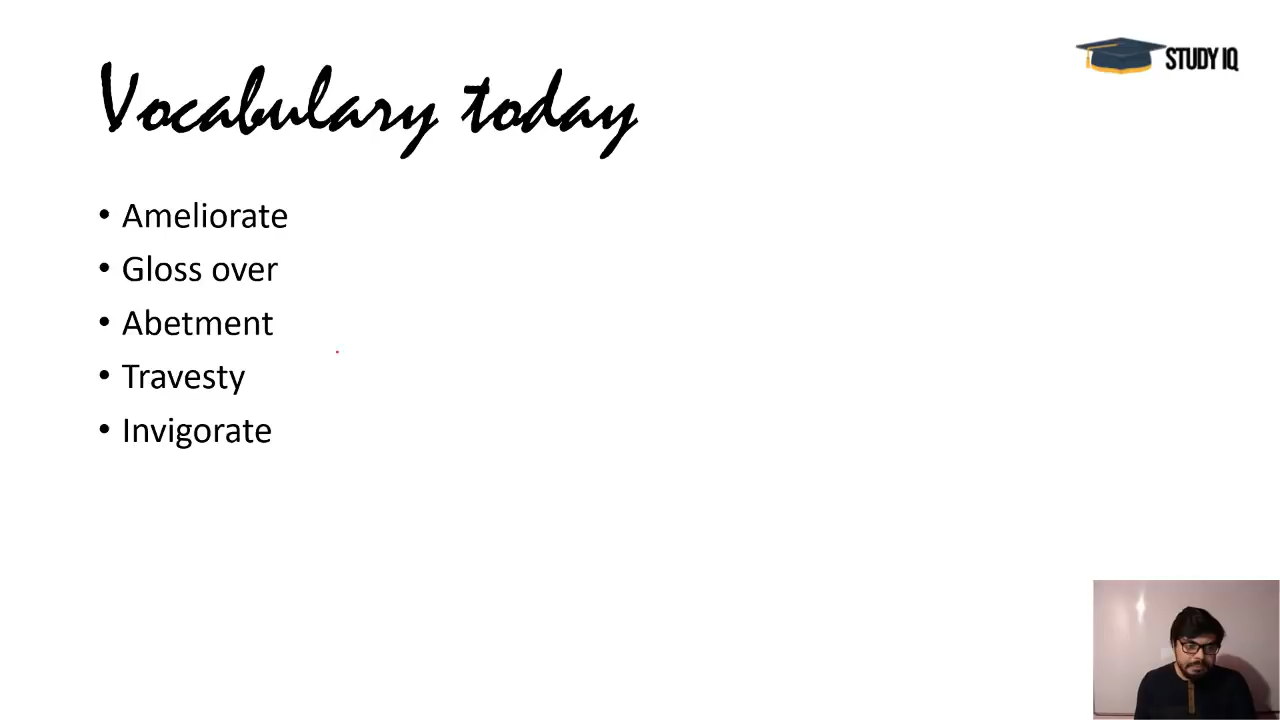 STUDY IQ
Vocabulary today
• Ameliorate
• Gloss over
• Abetment
• Travesty
• Invigorate